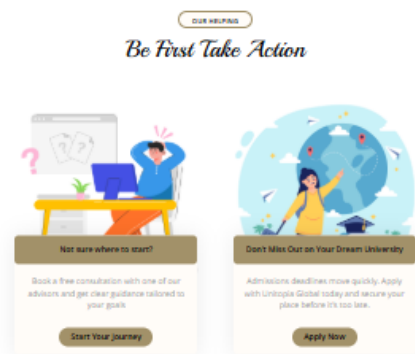 OUR HELPING
Be First Take Action
Not sure where to start?
Book a free consultation with one of our
advisors and get clear guidance tailored to
your goals
Start Your Journey
Don't Miss Out on Your Dream University
Admissions deadlines move quickly. Apply
with Unitopia Global today and secure your
place before it's too late.
Apply Now